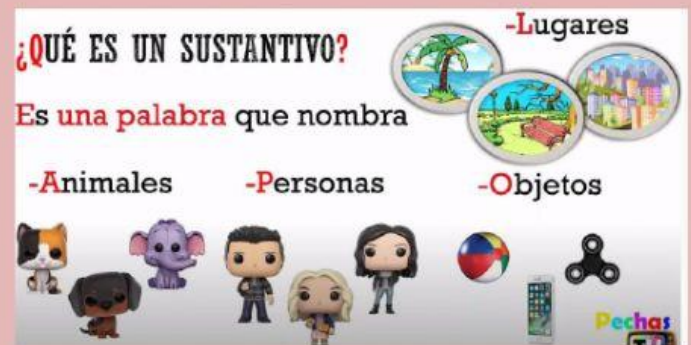 ¿QUÉ ES UN SUSTANTIVO?
-Lugares
Es una palabra que nombra
-Animales
-Personas
-Objetos
Pechas